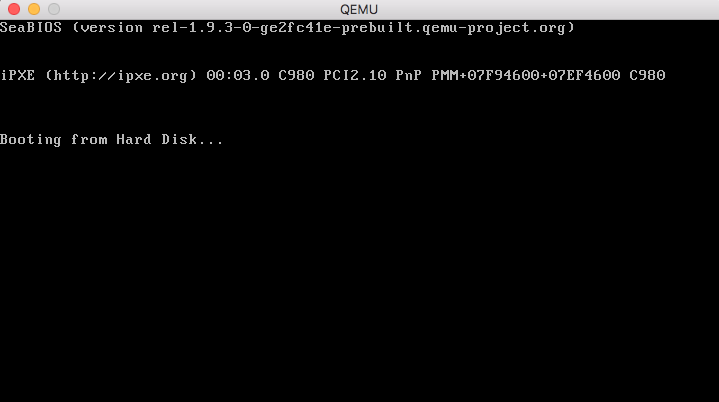 QEMU
SeaBIOS (version rel-1.9.3-0-ge2fc41e-prebuilt.qemu-project.org)
iPXE (http://ipxe.org) 00:03.0 C980 PCI2.10 PnP PMM+07F94600+07EF4600 C980
Booting from Hard Disk...